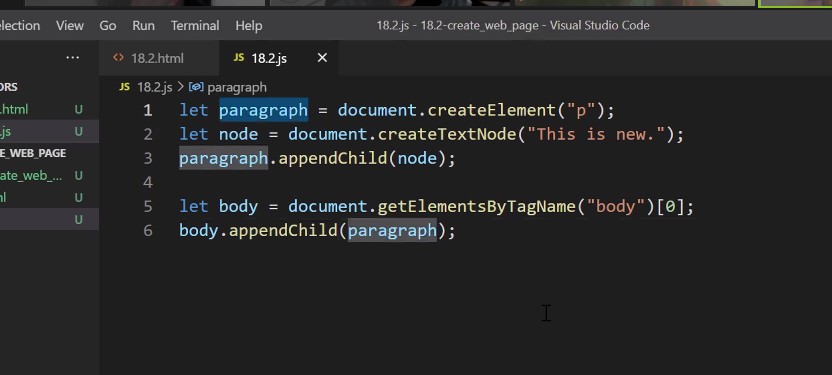 election View Go Run Terminal Help 18.2.js - 18.2-create_web_page - Visual Studio Code
... <> 18.2.html JS 18.2.js ×
ORS JS 18.2.js > paragraph
.html U
.js U
E_WEB_PAGE
ate_web_... U
ml U
U
1 let paragraph = document.createElement("p");
2 let node = document.createTextNode("This is new.");
3 paragraph.appendChild(node);
4
5 let body = document.getElementsByTagName("body")[0];
6 body.appendChild(paragraph);